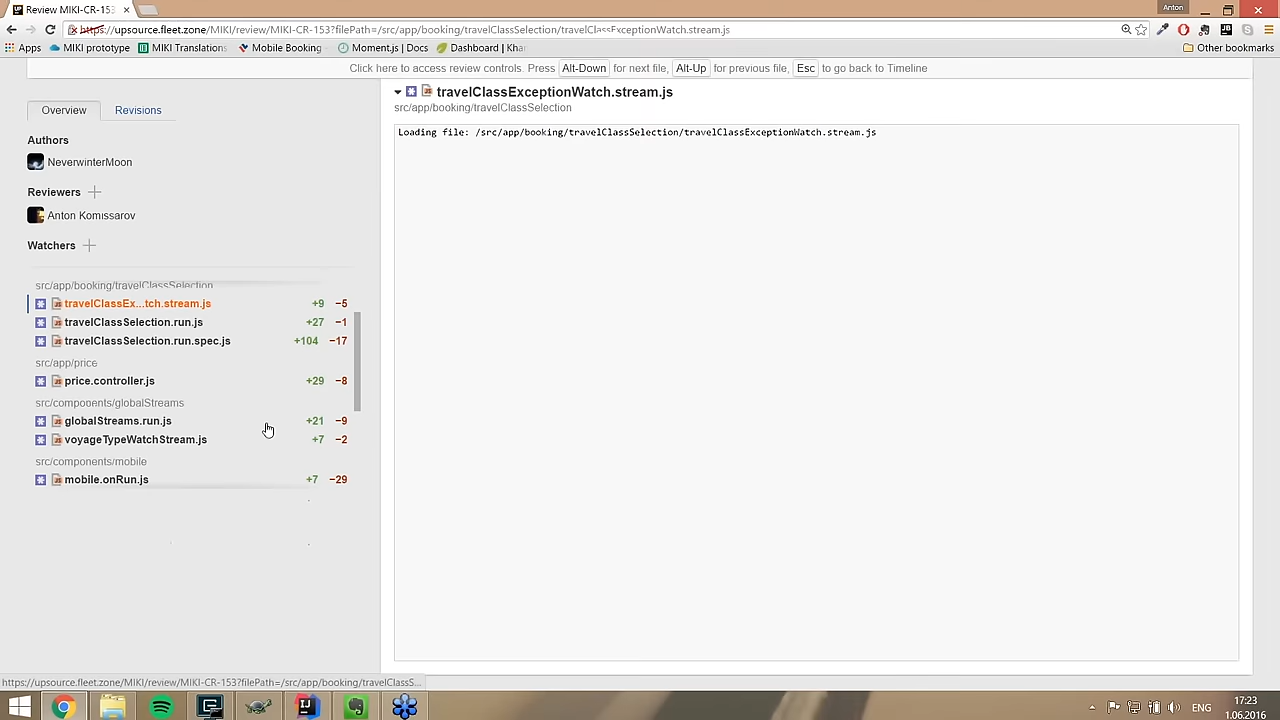 Review MIKI-CR-153
Anton
https://upsource.fleet.zone/MIKI/review/MIKI-CR-153?filePath=/src/app/booking/travelClassSelection/travelClassExceptionWatch.stream.js
Apps MIKI prototype MIKI Translations Mobile Booking Moment.js | Docs Dashboard | Kha Other bookmarks
Click here to access review controls. Press Alt-Down for next file, Alt-Up for previous file, Esc to go back to Timeline
travelClassExceptionWatch.stream.js
src/app/booking/travelClassSelection
Loading file: /src/app/booking/travelClassSelection/travelClassExceptionWatch.stream.js
Overview Revisions
Authors
NeverwinterMoon
Reviewers
Anton Komissarov
Watchers
src/app/booking/travelClassSelection
travelClassEx...tch.stream.js +9 −5
travelClassSelection.run.js +27 −1
travelClassSelection.run.spec.js +104 −17
src/app/price
price.controller.js +29 −8
src/components/globalStreams
globalStreams.run.js +21 −9
voyageTypeWatchStream.js +7 −2
src/components/mobile
mobile.onRun.js +7 −29
https://upsource.fleet.zone/MIKI/review/MIKI-CR-153?filePath=/src/app/booking/travelClassS...
ENG
17:23
1.06.2016